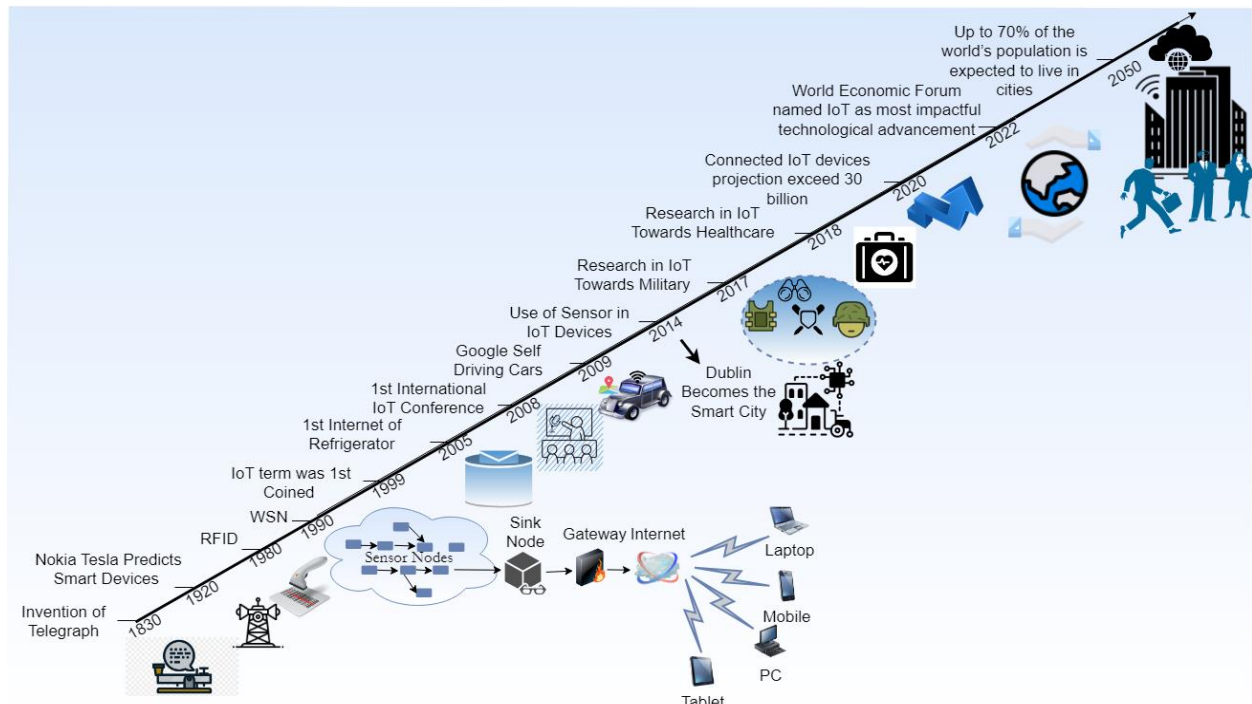 Up to 70% of the
world's population is
expected to live in
cities
2050
World Economic Forum
named IoT as most impactful
technological advancement
2022
Connected IoT devices
projection exceed 30
billion
2020
Research in IoT
Towards Healthcare
2018
Research in IoT
Towards Military
2017
Use of Sensor in
IoT Devices
2014
Dublin
Becomes the
Smart City
Google Self
Driving Cars
2009
1st International
IoT Conference
2008
1st Internet of
Refrigerator
2005
IoT term was 1st
Coined
1999
WSN
1990
RFID
1980
Nokia Tesla Predicts
Smart Devices
1920
Invention of
Telegraph
1830
Sensor Nodes
Sink
Node
Gateway
Internet
Laptop
Mobile
PC
Tablet